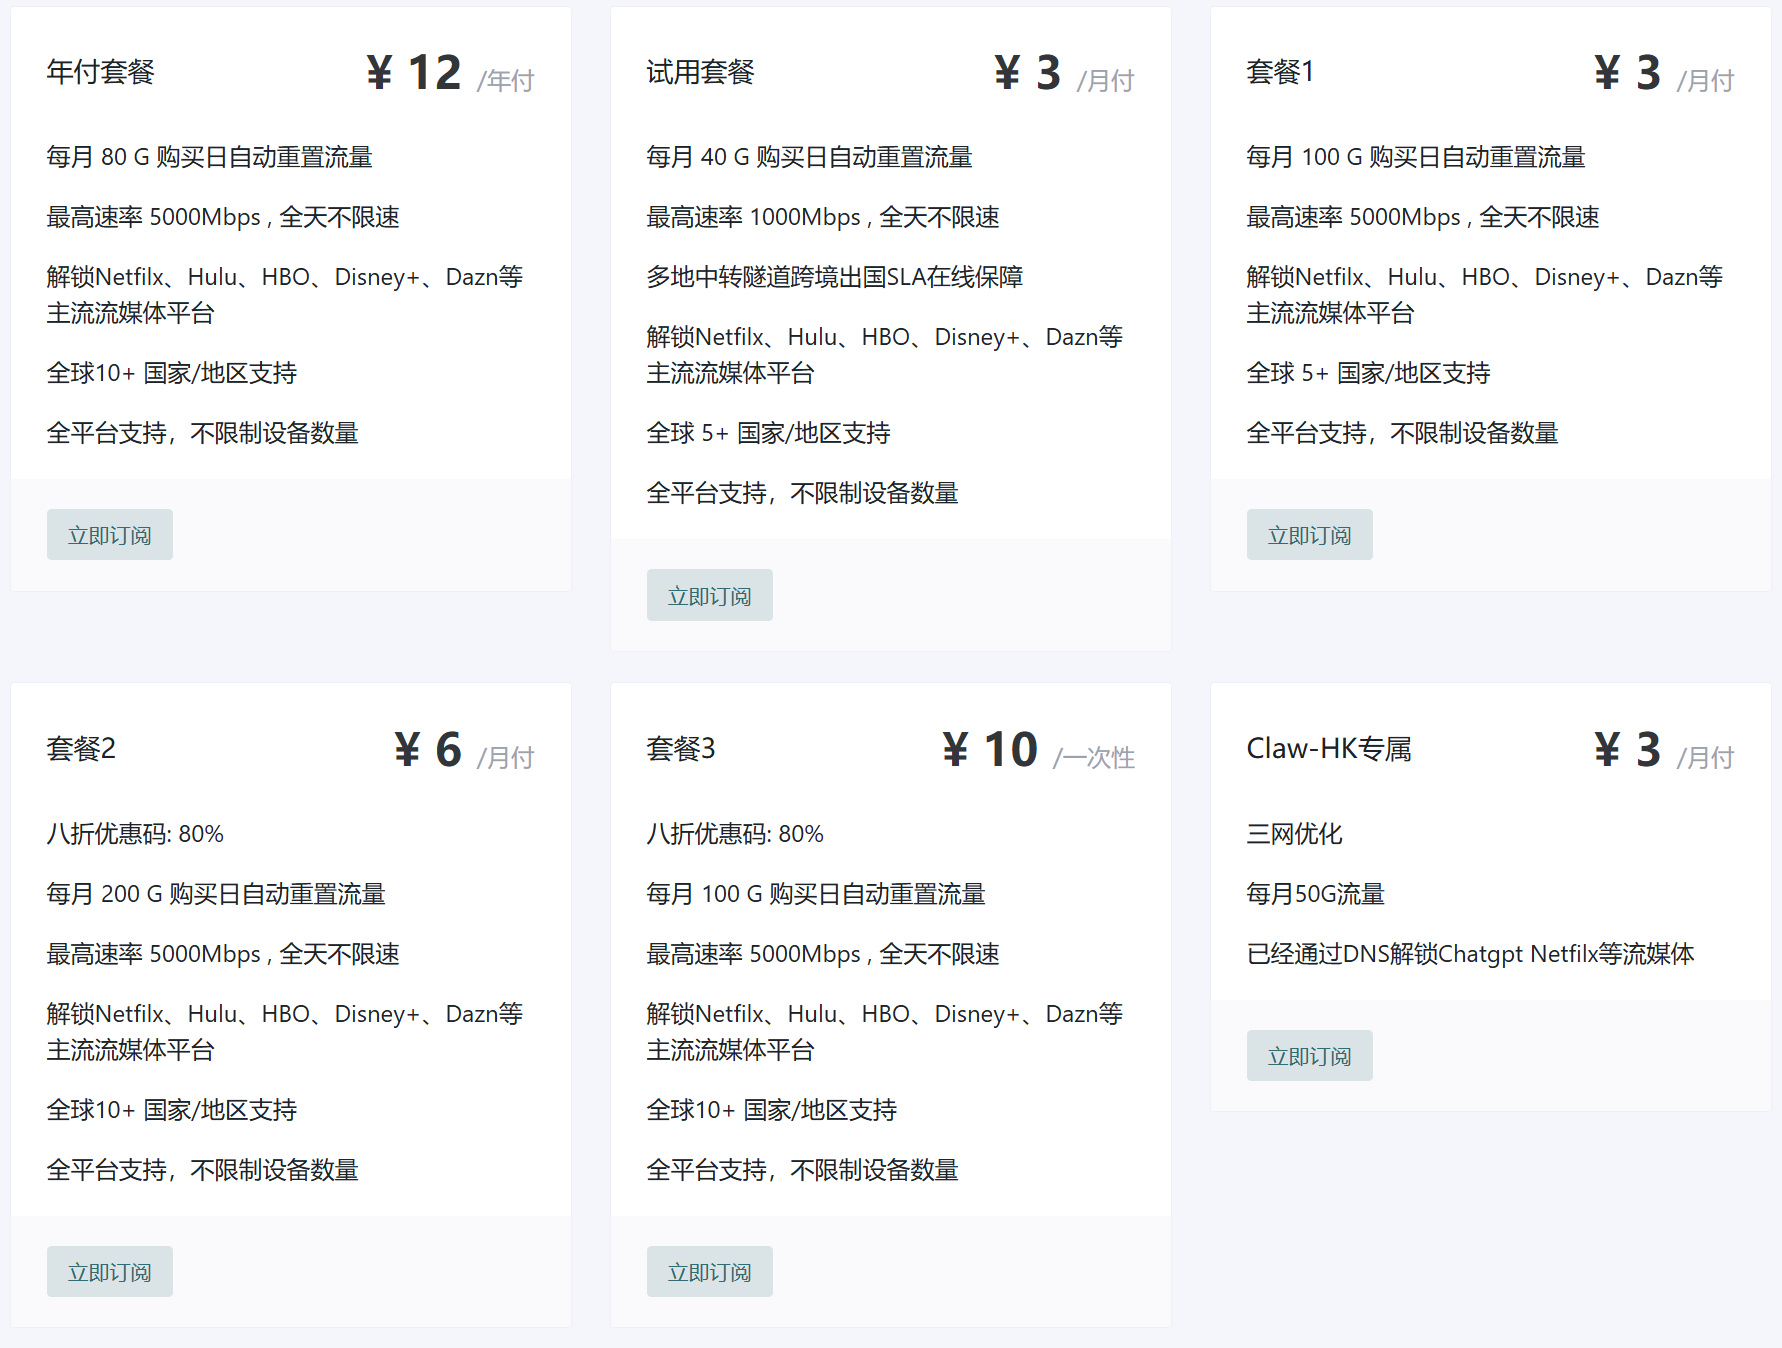 年付套餐
¥ 12 /年付
每月 80 G 购买日自动重置流量
最高速率 5000Mbps , 全天不限速
解锁Netfilx、Hulu、HBO、Disney+、Dazn等
主流流媒体平台
全球10+ 国家/地区支持
全平台支持，不限制设备数量
立即订阅
试用套餐
¥ 3 /月付
每月 40 G 购买日自动重置流量
最高速率 1000Mbps , 全天不限速
多地中转隧道跨境出国SLA在线保障
解锁Netfilx、Hulu、HBO、Disney+、Dazn等
主流流媒体平台
全球 5+ 国家/地区支持
全平台支持，不限制设备数量
立即订阅
套餐1
¥ 3 /月付
每月 100 G 购买日自动重置流量
最高速率 5000Mbps , 全天不限速
解锁Netfilx、Hulu、HBO、Disney+、Dazn等
主流流媒体平台
全球 5+ 国家/地区支持
全平台支持，不限制设备数量
立即订阅
套餐2
¥ 6 /月付
八折优惠码: 80%
每月 200 G 购买日自动重置流量
最高速率 5000Mbps , 全天不限速
解锁Netfilx、Hulu、HBO、Disney+、Dazn等
主流流媒体平台
全球10+ 国家/地区支持
全平台支持，不限制设备数量
立即订阅
套餐3
¥ 10 /一次性
八折优惠码: 80%
每月 100 G 购买日自动重置流量
最高速率 5000Mbps , 全天不限速
解锁Netfilx、Hulu、HBO、Disney+、Dazn等
主流流媒体平台
全球10+ 国家/地区支持
全平台支持，不限制设备数量
立即订阅
Claw-HK专属
¥ 3 /月付
三网优化
每月50G流量
已经通过DNS解锁Chatgpt Netfilx等流媒体
立即订阅